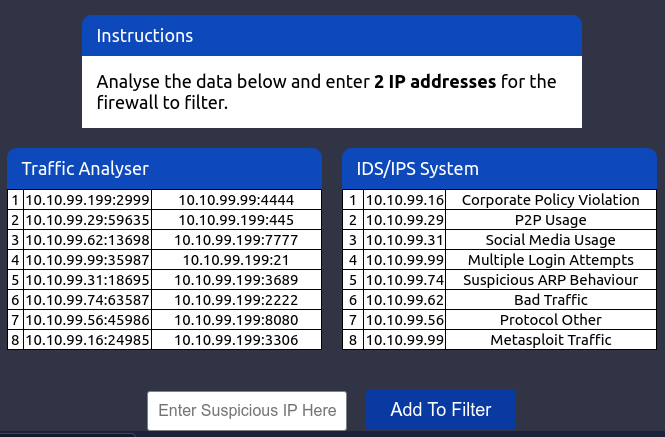 Instructions
Analyse the data below and enter 2 IP addresses for the
firewall to filter.
Traffic Analyser
1 10.10.99.199:2999 10.10.99.99:4444
2 10.10.99.29:59635 10.10.99.199:445
3 10.10.99.62:13698 10.10.99.199:7777
4 10.10.99.99:35987 10.10.99.199:21
5 10.10.99.31:18695 10.10.99.199:3689
6 10.10.99.74:63587 10.10.99.199:2222
7 10.10.99.56:45986 10.10.99.199:8080
8 10.10.99.16:24985 10.10.99.199:3306
IDS/IPS System
1 10.10.99.16 Corporate Policy Violation
2 10.10.99.29 P2P Usage
3 10.10.99.31 Social Media Usage
4 10.10.99.99 Multiple Login Attempts
5 10.10.99.74 Suspicious ARP Behaviour
6 10.10.99.62 Bad Traffic
7 10.10.99.56 Protocol Other
8 10.10.99.99 Metasploit Traffic
Enter Suspicious IP Here
Add To Filter